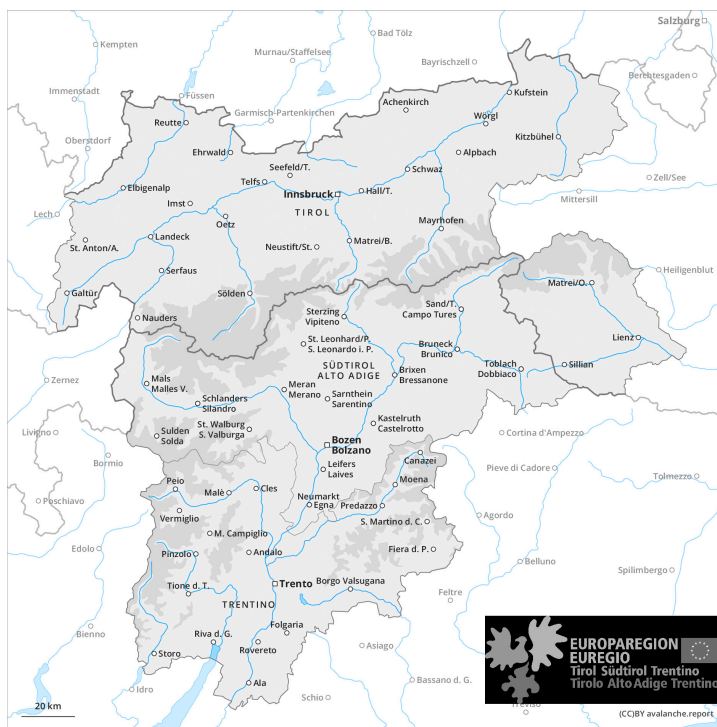 Salzburg
Kempten
Bad Tölz
Murnau/Staffelsee
Bayrischzell
Berchtesgaden
Immenstadt
Füssen
Kufstein
Achenkirch
Garmisch-Partenkirchen
Reutte
Wörgl
Oberstdorf
Kitzbühel
Ehrwald
Alpbach
Seefeld/T.
Schwaz
Telfs
Zell/See
Elbigenalp
Innsbruck
Hall/T.
Mittersill
Imst
TIROL
Lech
Oetz
Mayrhofen
Landeck
St. Anton/A.
Neustift/St.
Matrei/B.
Serfaus
Heiligenblut
Galtür
Sölden
Matrei/O.
Nauders
Sand/T.
Campo Tures
Sterzing
Vipiteno
Lienz
St. Leonhard/P.
S. Leonardo i. P.
Bruneck
Brunico
SÜDTIROL
ALTO ADIGE
Toblach
Dobbiaco
Sillian
Brixen
Bressanone
Zernez
Mals
Malles V.
Meran
Merano
Sarnthein
Sarentino
Schlanders
Silandro
Kastelruth
Castelrotto
St. Walburg
S. Valburga
Livigno
Sulden
Solda
Cortina d'Ampezzo
Bozen
Bolzano
Bormio
Canazei
Pieve di Cadore
Leifers
Laives
Tolmezzo
Peio
Moena
Poschiavo
Malè
Cles
Neumarkt
Egna
Predazzo
Vermiglio
S. Martino d. C.
Agordo
M. Campiglio
Edolo
Pinzolo
Andalo
Fiera d. P.
Belluno
Spilimbergo
Tione d. T.
Trento
Borgo Valsugana
Feltre
TRENTINO
Bienno
Folgaria
Riva d. G.
Rovereto
Asiago
Storo
EUROPAREGION
EUREGIO
Tirol Südtirol Trentino
Tirolo Alto Adige Trentino
Ala
Bassano d. G.
Idro
Schio
Treviso
20 km
(CC)BY avalanche.report